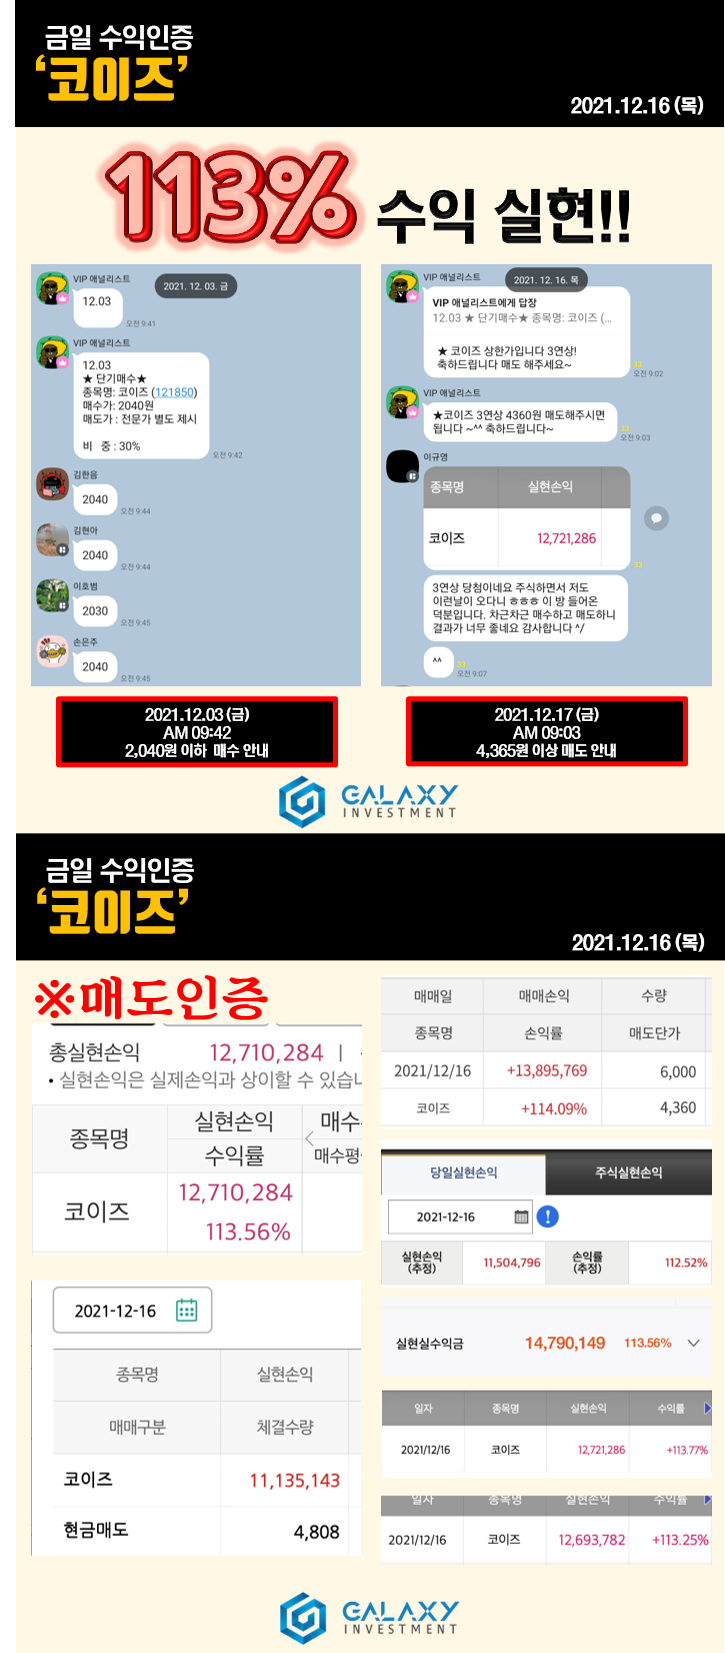 금일 수익인증
‘코이즈’
2021.12.16 (목)
113% 수익 실현!!
VIP 애널리스트
2021. 12. 03. 금
12.03
오전 9:41
VIP 애널리스트
12.03
★ 단기매수★
종목명: 코이즈 (121850)
매수가: 2040원
매도가 : 전문가 별도 제시
비 중 : 30%
오전 9:42
김한음
2040
오전 9:44
김현아
2040
오전 9:44
이호범
2030
오전 9:45
손은주
2040
오전 9:45
2021.12.03 (금)
AM 09:42
2,040원 이하 매수 안내
VIP 애널리스트
2021. 12. 16. 목
VIP 애널리스트에게 답장
12.03 ★ 단기매수★ 종목명: 코이즈 (...
★ 코이즈 상한가입니다 3연상!
축하드립니다 매도 해주세요~
33
오전 9:02
VIP 애널리스트
★코이즈 3연상 4360원 매도해주시면
됩니다 ~^^ 축하드립니다~
33
오전 9:03
이규영
종목명 실현손익
코이즈 12,721,286
33
3연상 당첨이네요 주식하면서 저도
이런날이 오다니 ㅎㅎㅎ 이 방 들어온
덕분입니다. 차근차근 매수하고 매도하니
결과가 너무 좋네요 감사합니다 ^/
^^
33
오전 9:07
2021.12.17 (금)
AM 09:03
4,365원 이상 매도 안내
GALAXY
INVESTMENT
금일 수익인증
‘코이즈’
2021.12.16 (목)
※매도인증
총실현손익 12,710,284 |
• 실현손익은 실제손익과 상이할 수 있습니
종목명 실현손익 매수
수익률 < 매수평
코이즈 12,710,284
113.56%
2021-12-16
종목명 실현손익
매매구분 체결수량
코이즈 11,135,143
현금매도 4,808
매매일 매매손익 수량
종목명 손익률 매도단가
2021/12/16 +13,895,769 6,000
코이즈 +114.09% 4,360
당일실현손익 주식실현손익
2021-12-16 !
실현손익 (추정) 11,504,796 손익률 (추정) 112.52%
실현실수익금 14,790,149 113.56%
일자 종목명 실현손익 수익률
2021/12/16 코이즈 12,721,286 +113.77%
일자 종목명 실현손익 수익률
2021/12/16 코이즈 12,693,782 +113.25%
GALAXY
INVESTMENT